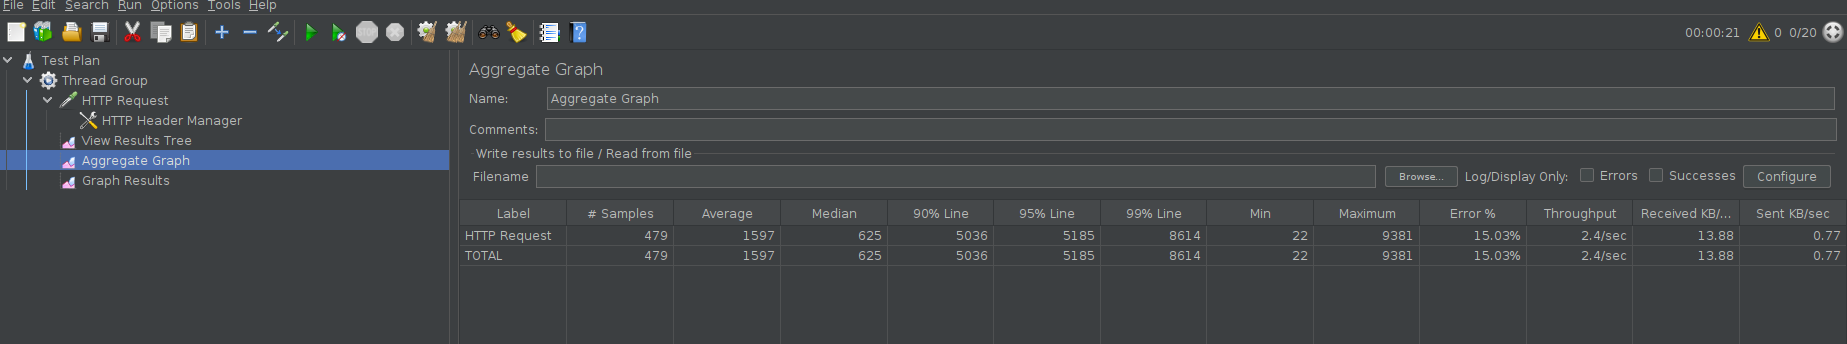 File Edit Search Run Options Tools Help
00:00:21 0 0/20
Test Plan
Thread Group
HTTP Request
HTTP Header Manager
View Results Tree
Aggregate Graph
Graph Results
Aggregate Graph
Name: Aggregate Graph
Comments:
Write results to file / Read from file
Filename Browse... Log/Display Only: Errors Successes Configure
Label # Samples Average Median 90% Line 95% Line 99% Line Min Maximum Error % Throughput Received KB/... Sent KB/sec
HTTP Request 479 1597 625 5036 5185 8614 22 9381 15.03% 2.4/sec 13.88 0.77
TOTAL 479 1597 625 5036 5185 8614 22 9381 15.03% 2.4/sec 13.88 0.77